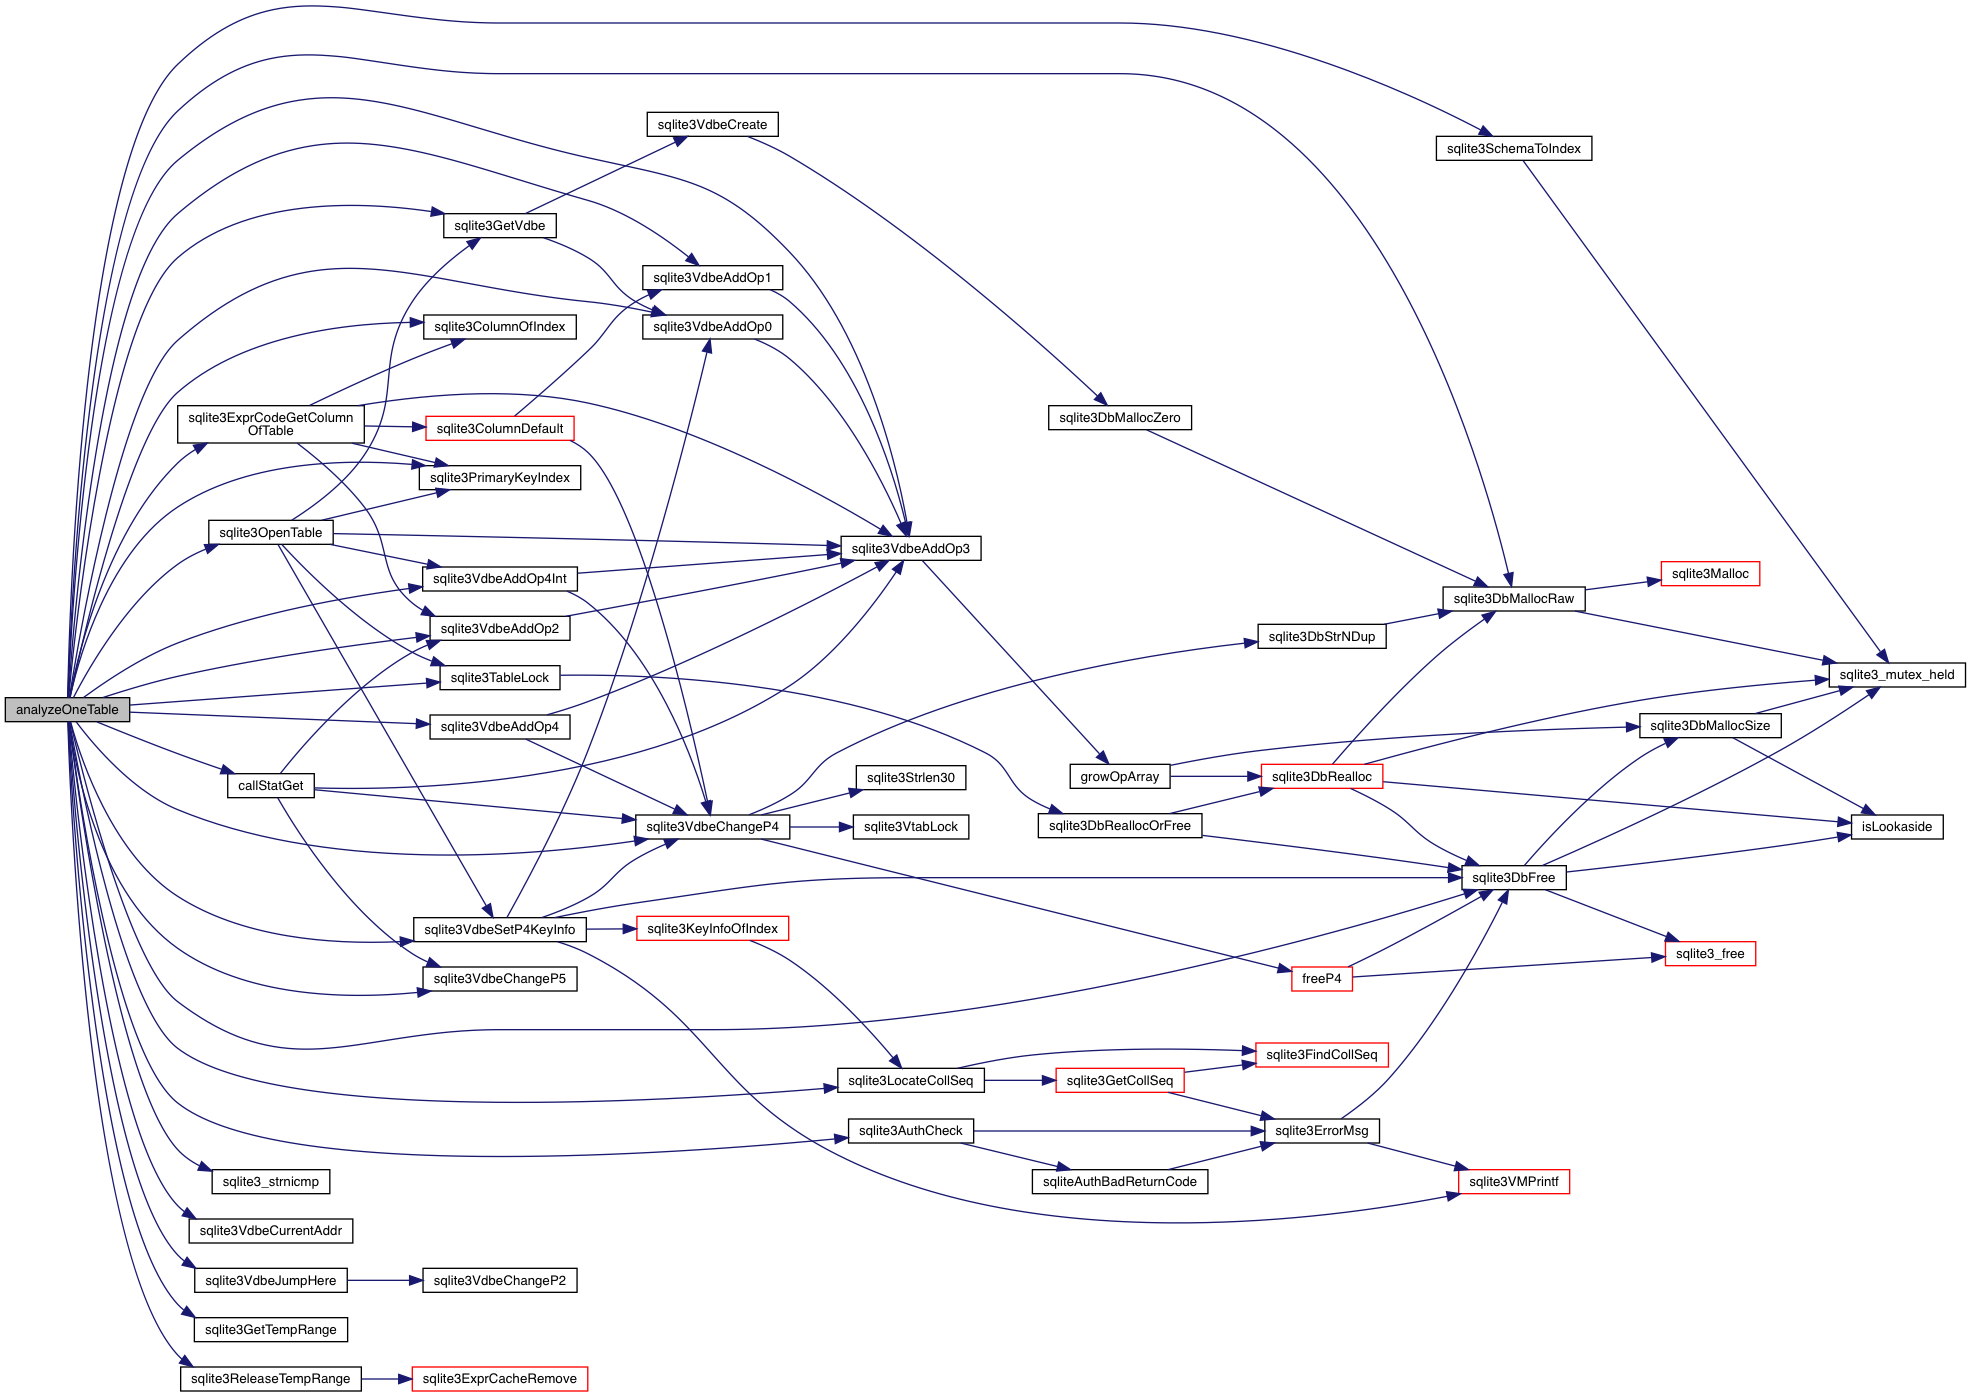 sqlite3VdbeCreate
sqlite3SchemaToIndex
sqlite3GetVdbe
sqlite3VdbeAddOp1
sqlite3ColumnOfIndex
sqlite3VdbeAddOp0
sqlite3ExprCodeGetColumn
OfTable
sqlite3ColumnDefault
sqlite3DbMallocZero
sqlite3PrimaryKeyIndex
sqlite3OpenTable
sqlite3VdbeAddOp3
sqlite3VdbeAddOp4Int
sqlite3Malloc
sqlite3DbMallocRaw
sqlite3VdbeAddOp2
sqlite3DbStrNDup
sqlite3TableLock
sqlite3_mutex_held
analyzeOneTable
sqlite3VdbeAddOp4
sqlite3DbMallocSize
callStatGet
sqlite3Strlen30
growOpArray
sqlite3DbRealloc
sqlite3VdbeChangeP4
sqlite3VtabLock
sqlite3DbReallocOrFree
isLookaside
sqlite3DbFree
sqlite3VdbeSetP4KeyInfo
sqlite3KeyInfoOfIndex
sqlite3_free
sqlite3VdbeChangeP5
freeP4
sqlite3FindCollSeq
sqlite3LocateCollSeq
sqlite3GetCollSeq
sqlite3AuthCheck
sqlite3ErrorMsg
sqlite3_strnicmp
sqliteAuthBadReturnCode
sqlite3VMPrintf
sqlite3VdbeCurrentAddr
sqlite3VdbeJumpHere
sqlite3VdbeChangeP2
sqlite3GetTempRange
sqlite3ReleaseTempRange
sqlite3ExprCacheRemove